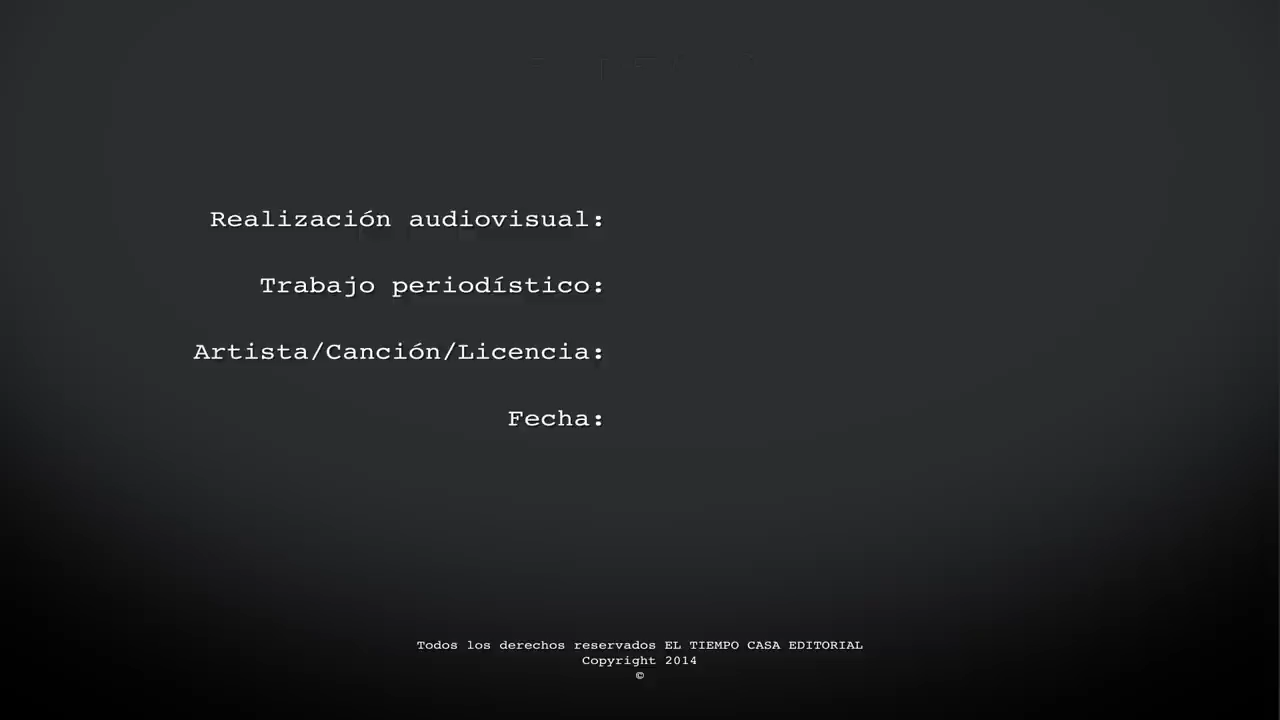 Realización audiovisual:
Trabajo periodístico:
Artista/Canción/Licencia:
Fecha:
Todos los derechos reservados EL TIEMPO CASA EDITORIAL
Copyright 2014
©